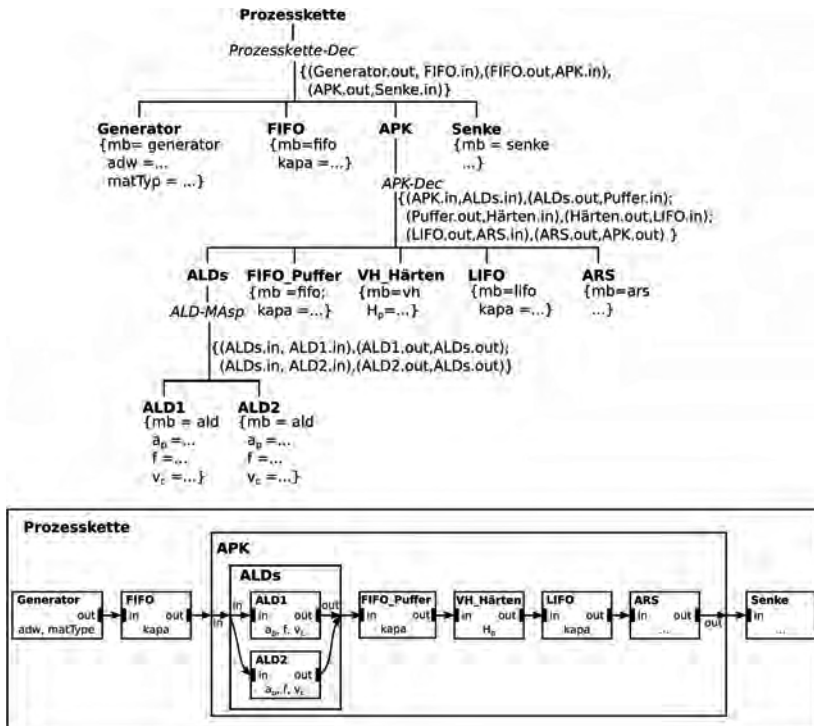 Prozesskette
Prozesskette-Dec
{(Generator.out, FIFO.in),(FIFO.out,APK.in),
(APK.out,Senke.in)}
Generator FIFO APK Senke
{mb= generator {mb=fifo {mb = senke
adw =... kapa =...} ...}
matTyp = ...}
APK-Dec
{(APK.in,ALDs.in),(ALDs.out,Puffer.in);
(Puffer.out,Härten.in),(Härten.out,LIFO.in);
(LIFO.out,ARS.in),(ARS.out,APK.out) }
ALDs FIFO_Puffer VH_Härten LIFO ARS
{mb =fifo; {mb=vh {mb=lifo {mb=ars
ALD-MAsp kapa =...} Hp=...} kapa =...} ...}
{(ALDs.in, ALD1.in),(ALD1.out,ALDs.out);
(ALDs.in, ALD2.in),(ALD2.out,ALDs.out)}
ALD1 ALD2
{mb = ald {mb = ald
ap =... ap =...
f =... f =...
vc =...} vc =...}
Prozesskette
APK
ALDs
Generator FIFO ALD1 FIFO_Puffer VH_Härten LIFO ARS Senke
out in out in in in out out in out in out in out in out out in
adw, matType kapa ap, f, vc kapa Hp kapa ... ...
ALD2
in out
ap, f, vc